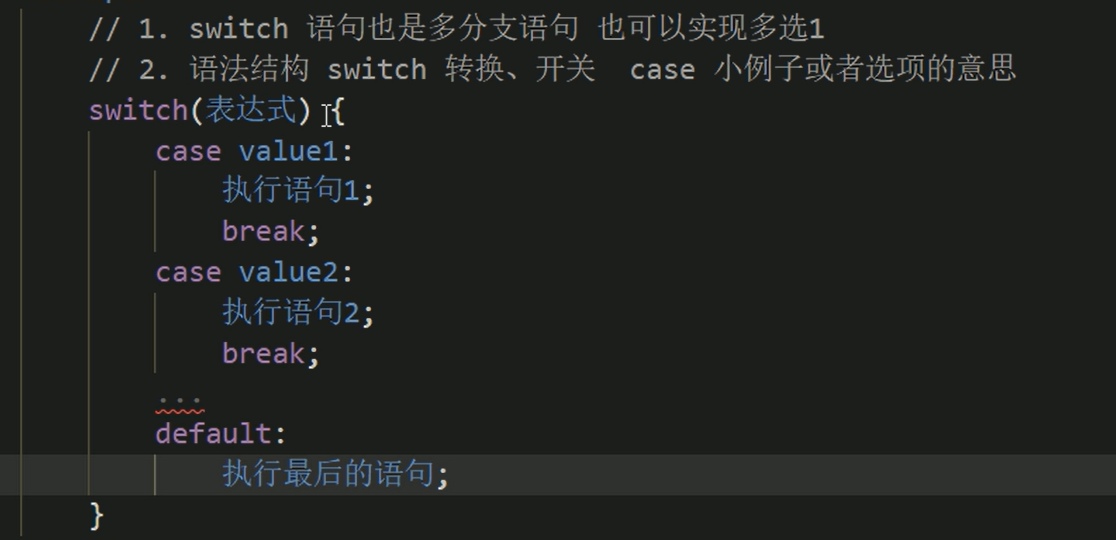 // 1. switch 语句也是多分支语句 也可以实现多选1
// 2. 语法结构 switch 转换、开关  case 小例子或者选项的意思
switch(表达式) {
case value1:
执行语句1;
break;
case value2:
执行语句2;
break;
...
default:
执行最后的语句;
}